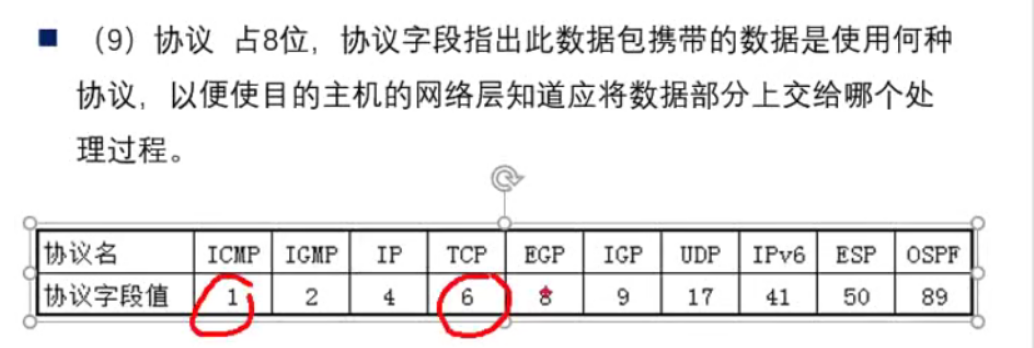 (9)协议 占8位，协议字段指出此数据包携带的数据是使用何种
协议，以便使目的主机的网络层知道应将数据部分上交给哪个处
理过程。
协议名 ICMP IGMP IP TCP EGP IGP UDP IPv6 ESP OSPF
协议字段值 1 2 4 6 8 9 17 41 50 89